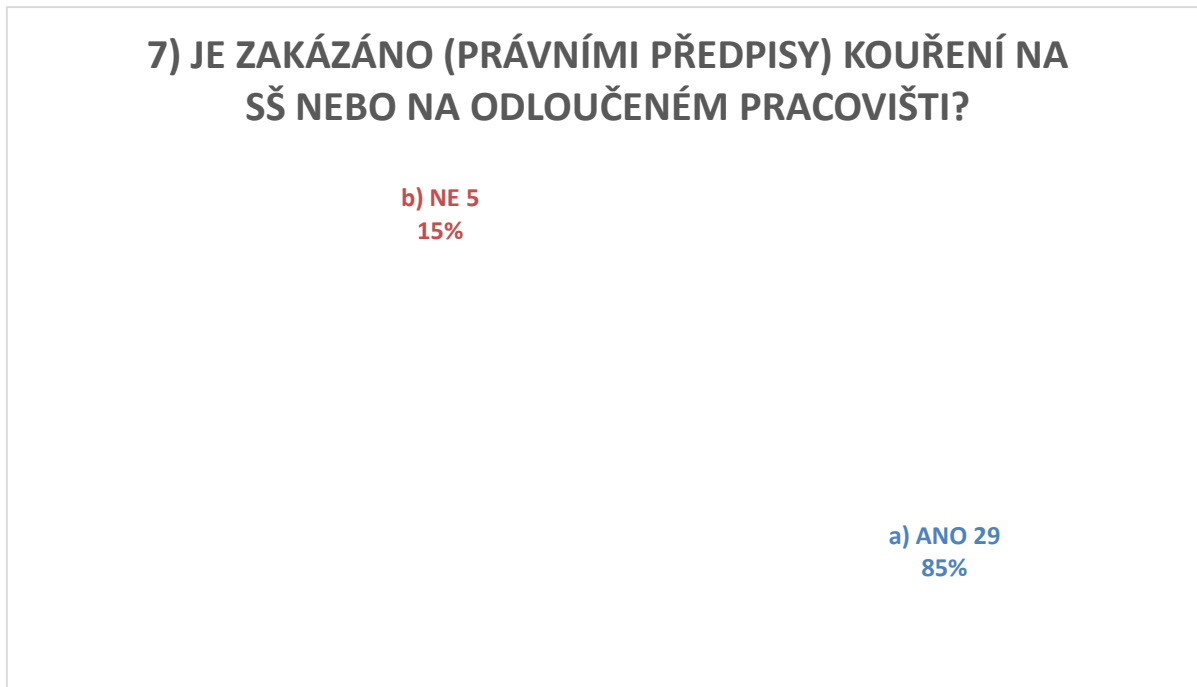 7) JE ZAKÁZÁNO (PRÁVNÍMI PŘEDPISY) KOUŘENÍ NA
SŠ NEBO NA ODLOUČENÉM PRACOVIŠTI?
b) NE 5
15%
a) ANO 29
85%